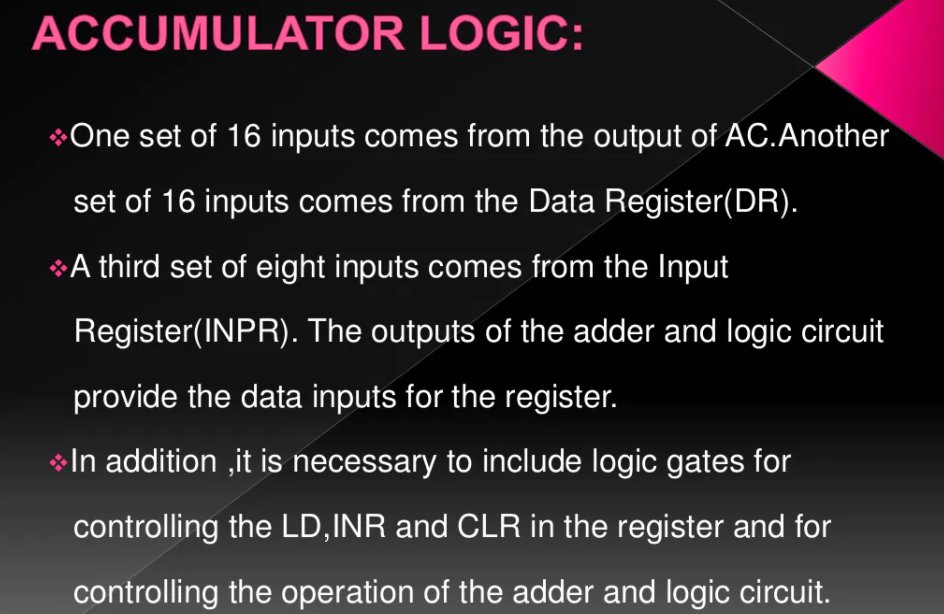 ACCUMULATOR LOGIC:
❖One set of 16 inputs comes from the output of AC.Another
set of 16 inputs comes from the Data Register(DR).
❖A third set of eight inputs comes from the Input
Register(INPR). The outputs of the adder and logic circuit
provide the data inputs for the register.
❖In addition ,it is necessary to include logic gates for
controlling the LD,INR and CLR in the register and for
controlling the operation of the adder and logic circuit.